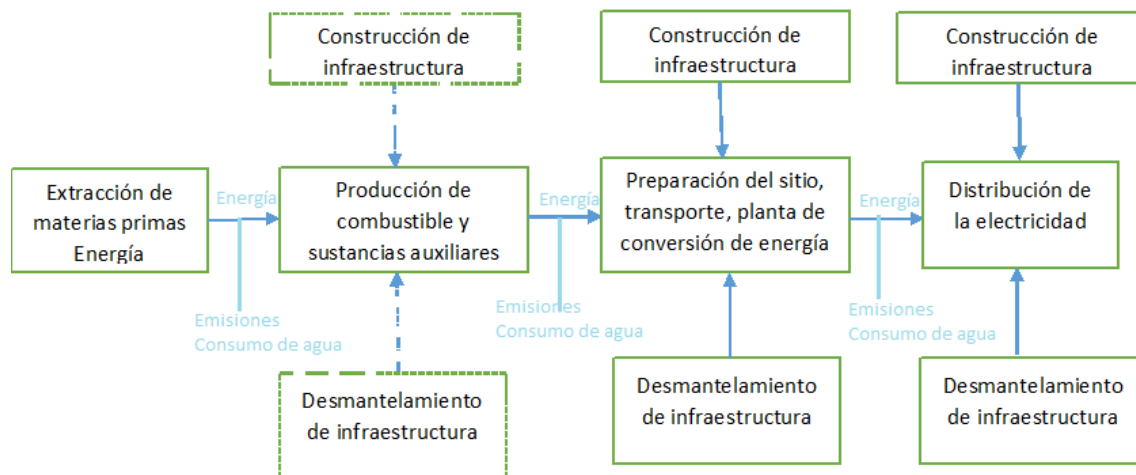 Construcción de
infraestructura
Construcción de
infraestructura
Construcción de
infraestructura
Extracción de
materias primas
Energía
Energía
Producción de
combustible y
sustancias auxiliares
Energía
Preparación del sitio,
transporte, planta de
conversión de energía
Energía
Distribución de
la electricidad
Emisiones
Consumo de agua
Emisiones
Consumo de agua
Emisiones
Consumo de agua
Desmantelamiento
de infraestructura
Desmantelamiento
de infraestructura
Desmantelamiento
de infraestructura